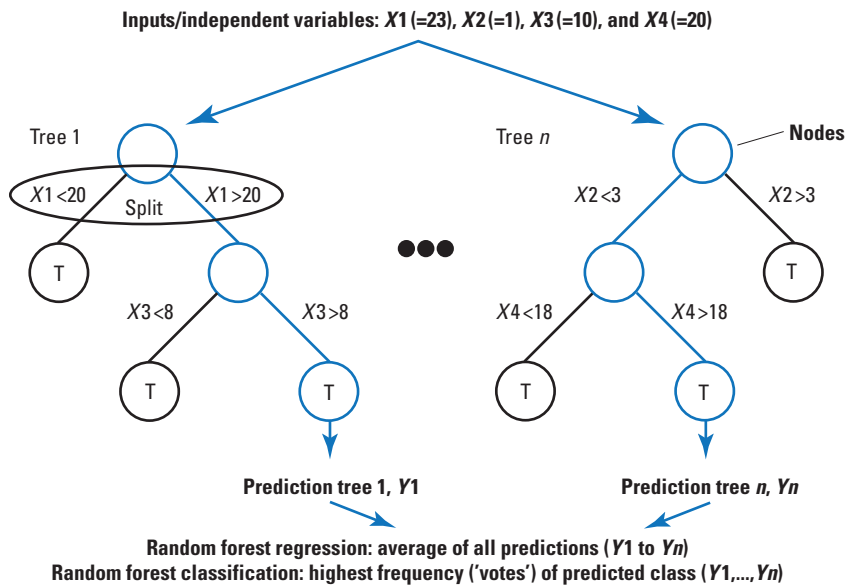 Inputs/independent variables: X1 (=23), X2 (=1), X3 (=10), and X4 (=20)
Tree 1
Tree n
Nodes
X1<20
X1>20
Split
X2<3
X2>3
T
T
X3<8
X3>8
X4<18
X4>18
T
T
T
T
Prediction tree 1, Y1
Prediction tree n, Yn
Random forest regression: average of all predictions (Y1 to Yn)
Random forest classification: highest frequency ('votes') of predicted class (Y1,...,Yn)